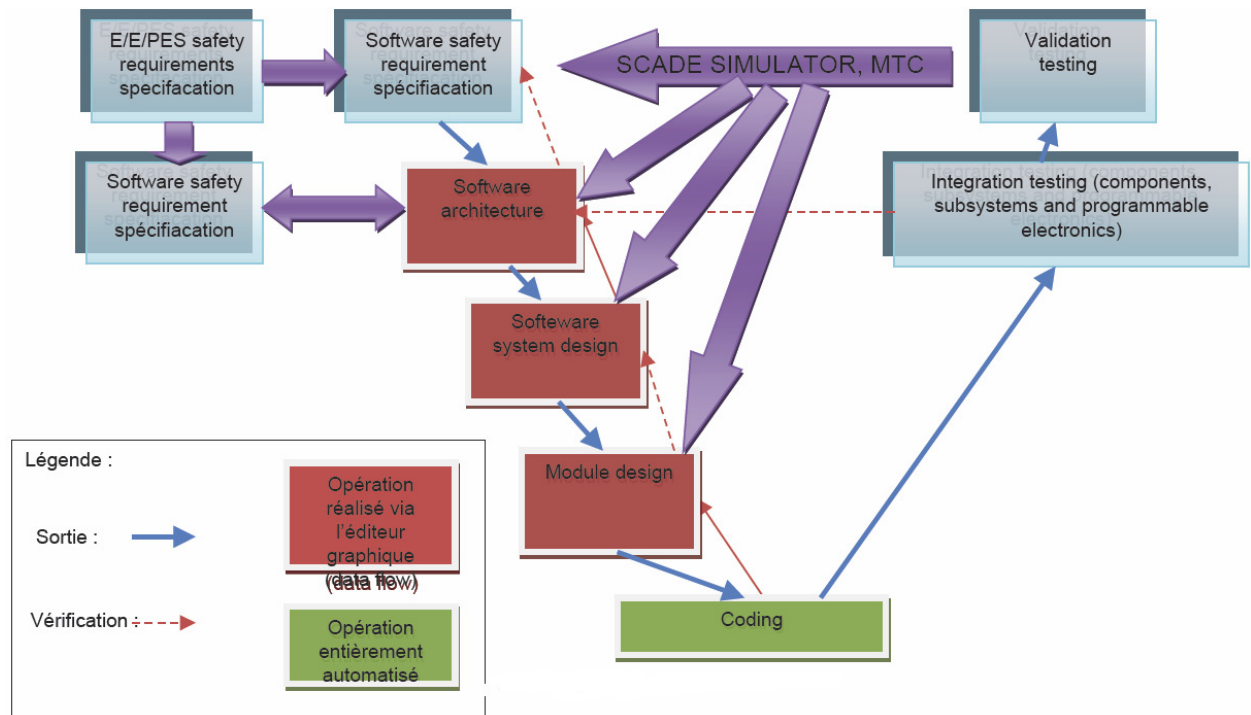 E/E/PES safety
requirements
specifacation
Software safety
requirement
spécifiacation
SCADE SIMULATOR, MTC
Validation
testing
Software safety
requirement
spécifiacation
Software
architecture
Integration testing (components,
subsystems and programmable
electronics)
Softeware
system design
Module design
Coding
Légende :
Sortie :
Vérification :
Opération
réalisé via
l'éditeur
graphique
(data flow)
Opération
entièrement
automatisé